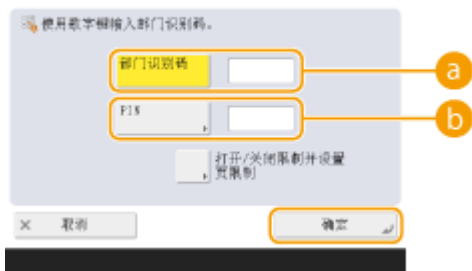 使用数字键输入部门识别码。
部门识别码
a
PIN
b
打开/关闭限制并设置
页限制
× 取消
确定